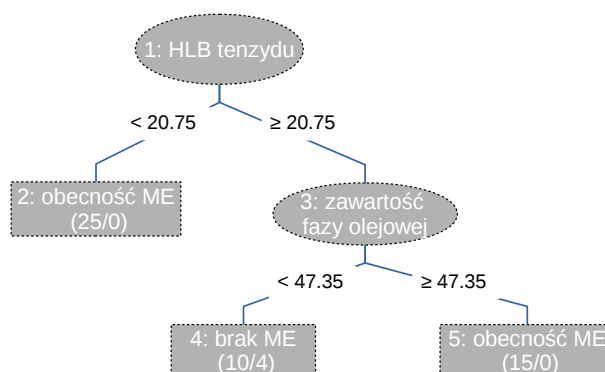 1: HLB tenzydu
< 20.75
≥ 20.75
2: obecność ME
(25/0)
3: zawartość
fazy olejowej
< 47.35
≥ 47.35
4: brak ME
(10/4)
5: obecność ME
(15/0)